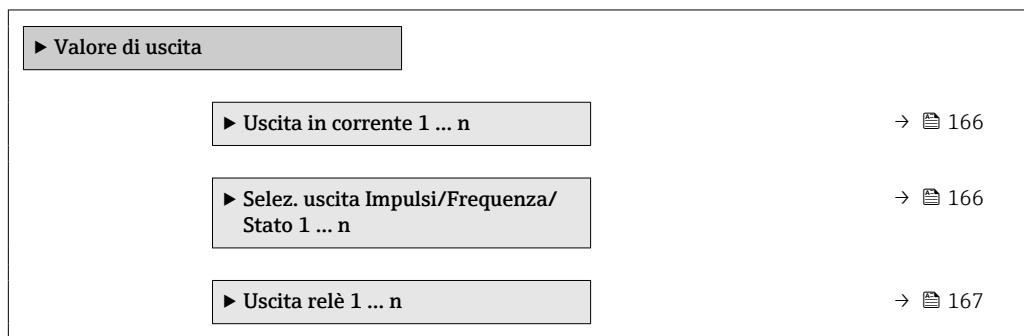 ▶ Valore di uscita
▶ Uscita in corrente 1 … n → 166
▶ Selez. uscita Impulsi/Frequenza/
Stato 1 … n → 166
▶ Uscita relè 1 … n → 167